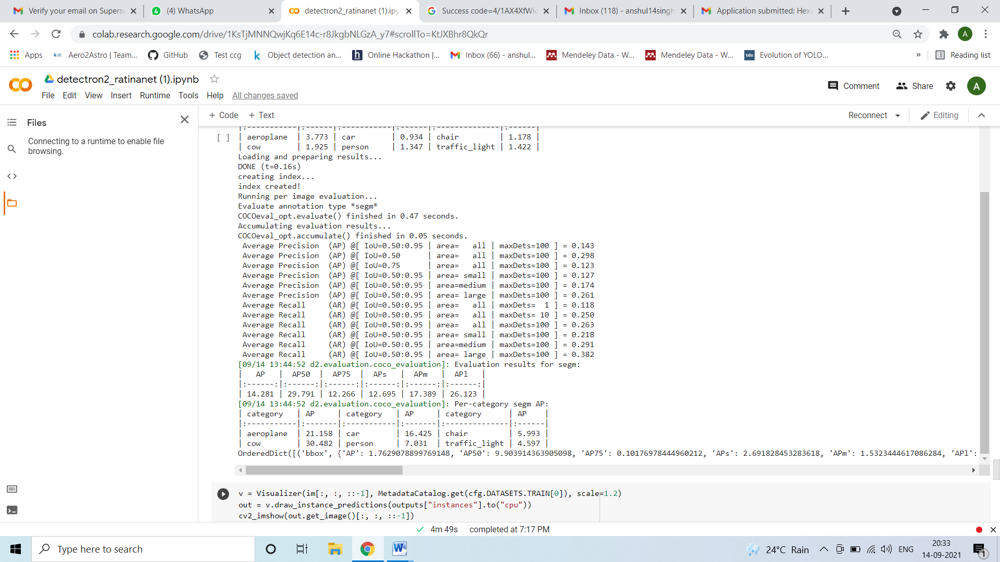 Verify your email on Superse
(4) WhatsApp
detectron2_ratinanet (1).ipy
Success code=4/1AX4XfWic
Inbox (118) - anshul14singh
Application submitted: Hexa
colab.research.google.com/drive/1KsTjMNNQwjKq6E14c-r8JkgbNLGzA_y7#scrollTo=KtJXBhr8QkQr
A
Apps
Aero2Astro | Team...
GitHub
Test ccg
Object detection an...
Online Hackathon |...
Inbox (66) - anshul...
Mendeley Data - W...
Mendeley Data - W...
tds
Evolution of YOLO...
»
Reading list
detectron2_ratinanet (1).ipynb
Comment
Share
A
File Edit View Insert Runtime Tools Help All changes saved
Files
+ Code + Text
Reconnect
Editing
Connecting to a runtime to enable file
browsing.
|:-----------|:------|:-----------|:------|:--------------|:------|
[ ] | aeroplane | 3.773 | car | 0.934 | chair | 1.178 |
| cow | 1.925 | person | 1.347 | traffic_light | 1.422 |
Loading and preparing results...
DONE (t=0.16s)
creating index...
index created!
Running per image evaluation...
Evaluate annotation type *segm*
COCOeval_opt.evaluate() finished in 0.47 seconds.
Accumulating evaluation results...
COCOeval_opt.accumulate() finished in 0.05 seconds.
Average Precision (AP) @[ IoU=0.50:0.95 | area= all | maxDets=100 ] = 0.143
Average Precision (AP) @[ IoU=0.50 | area= all | maxDets=100 ] = 0.298
Average Precision (AP) @[ IoU=0.75 | area= all | maxDets=100 ] = 0.123
Average Precision (AP) @[ IoU=0.50:0.95 | area= small | maxDets=100 ] = 0.127
Average Precision (AP) @[ IoU=0.50:0.95 | area=medium | maxDets=100 ] = 0.174
Average Precision (AP) @[ IoU=0.50:0.95 | area= large | maxDets=100 ] = 0.261
Average Recall (AR) @[ IoU=0.50:0.95 | area= all | maxDets= 1 ] = 0.118
Average Recall (AR) @[ IoU=0.50:0.95 | area= all | maxDets= 10 ] = 0.250
Average Recall (AR) @[ IoU=0.50:0.95 | area= all | maxDets=100 ] = 0.263
Average Recall (AR) @[ IoU=0.50:0.95 | area= small | maxDets=100 ] = 0.218
Average Recall (AR) @[ IoU=0.50:0.95 | area=medium | maxDets=100 ] = 0.291
Average Recall (AR) @[ IoU=0.50:0.95 | area= large | maxDets=100 ] = 0.382
[09/14 13:44:52 d2.evaluation.coco_evaluation]: Evaluation results for segm:
| AP | AP50 | AP75 | APs | APm | APl |
|:------:|:------:|:------:|:------:|:------:|:------:|
| 14.281 | 29.791 | 12.266 | 12.695 | 17.389 | 26.123 |
[09/14 13:44:52 d2.evaluation.coco_evaluation]: Per-category segm AP:
| category | AP | category | AP | category | AP |
|:-----------|:-------|:-----------|:-------|:--------------|:------|
| aeroplane | 21.158 | car | 16.425 | chair | 5.993 |
| cow | 30.482 | person | 7.031 | traffic_light | 4.597 |
OrderedDict([('bbox', {'AP': 1.7629078899769148, 'AP50': 9.903914363905098, 'AP75': 0.10176978444960212, 'APs': 2.691828453283618, 'APm': 1.5323444617086284, 'APl':
v = Visualizer(im[:, :, ::-1], MetadataCatalog.get(cfg.DATASETS.TRAIN[0]), scale=1.2)
out = v.draw_instance_predictions(outputs["instances"].to("cpu"))
cv2_imshow(out.get_image()[:, :, ::-1])
4m 49s completed at 7:17 PM
Type here to search
24°C Rain
ENG
20:33
14-09-2021
1